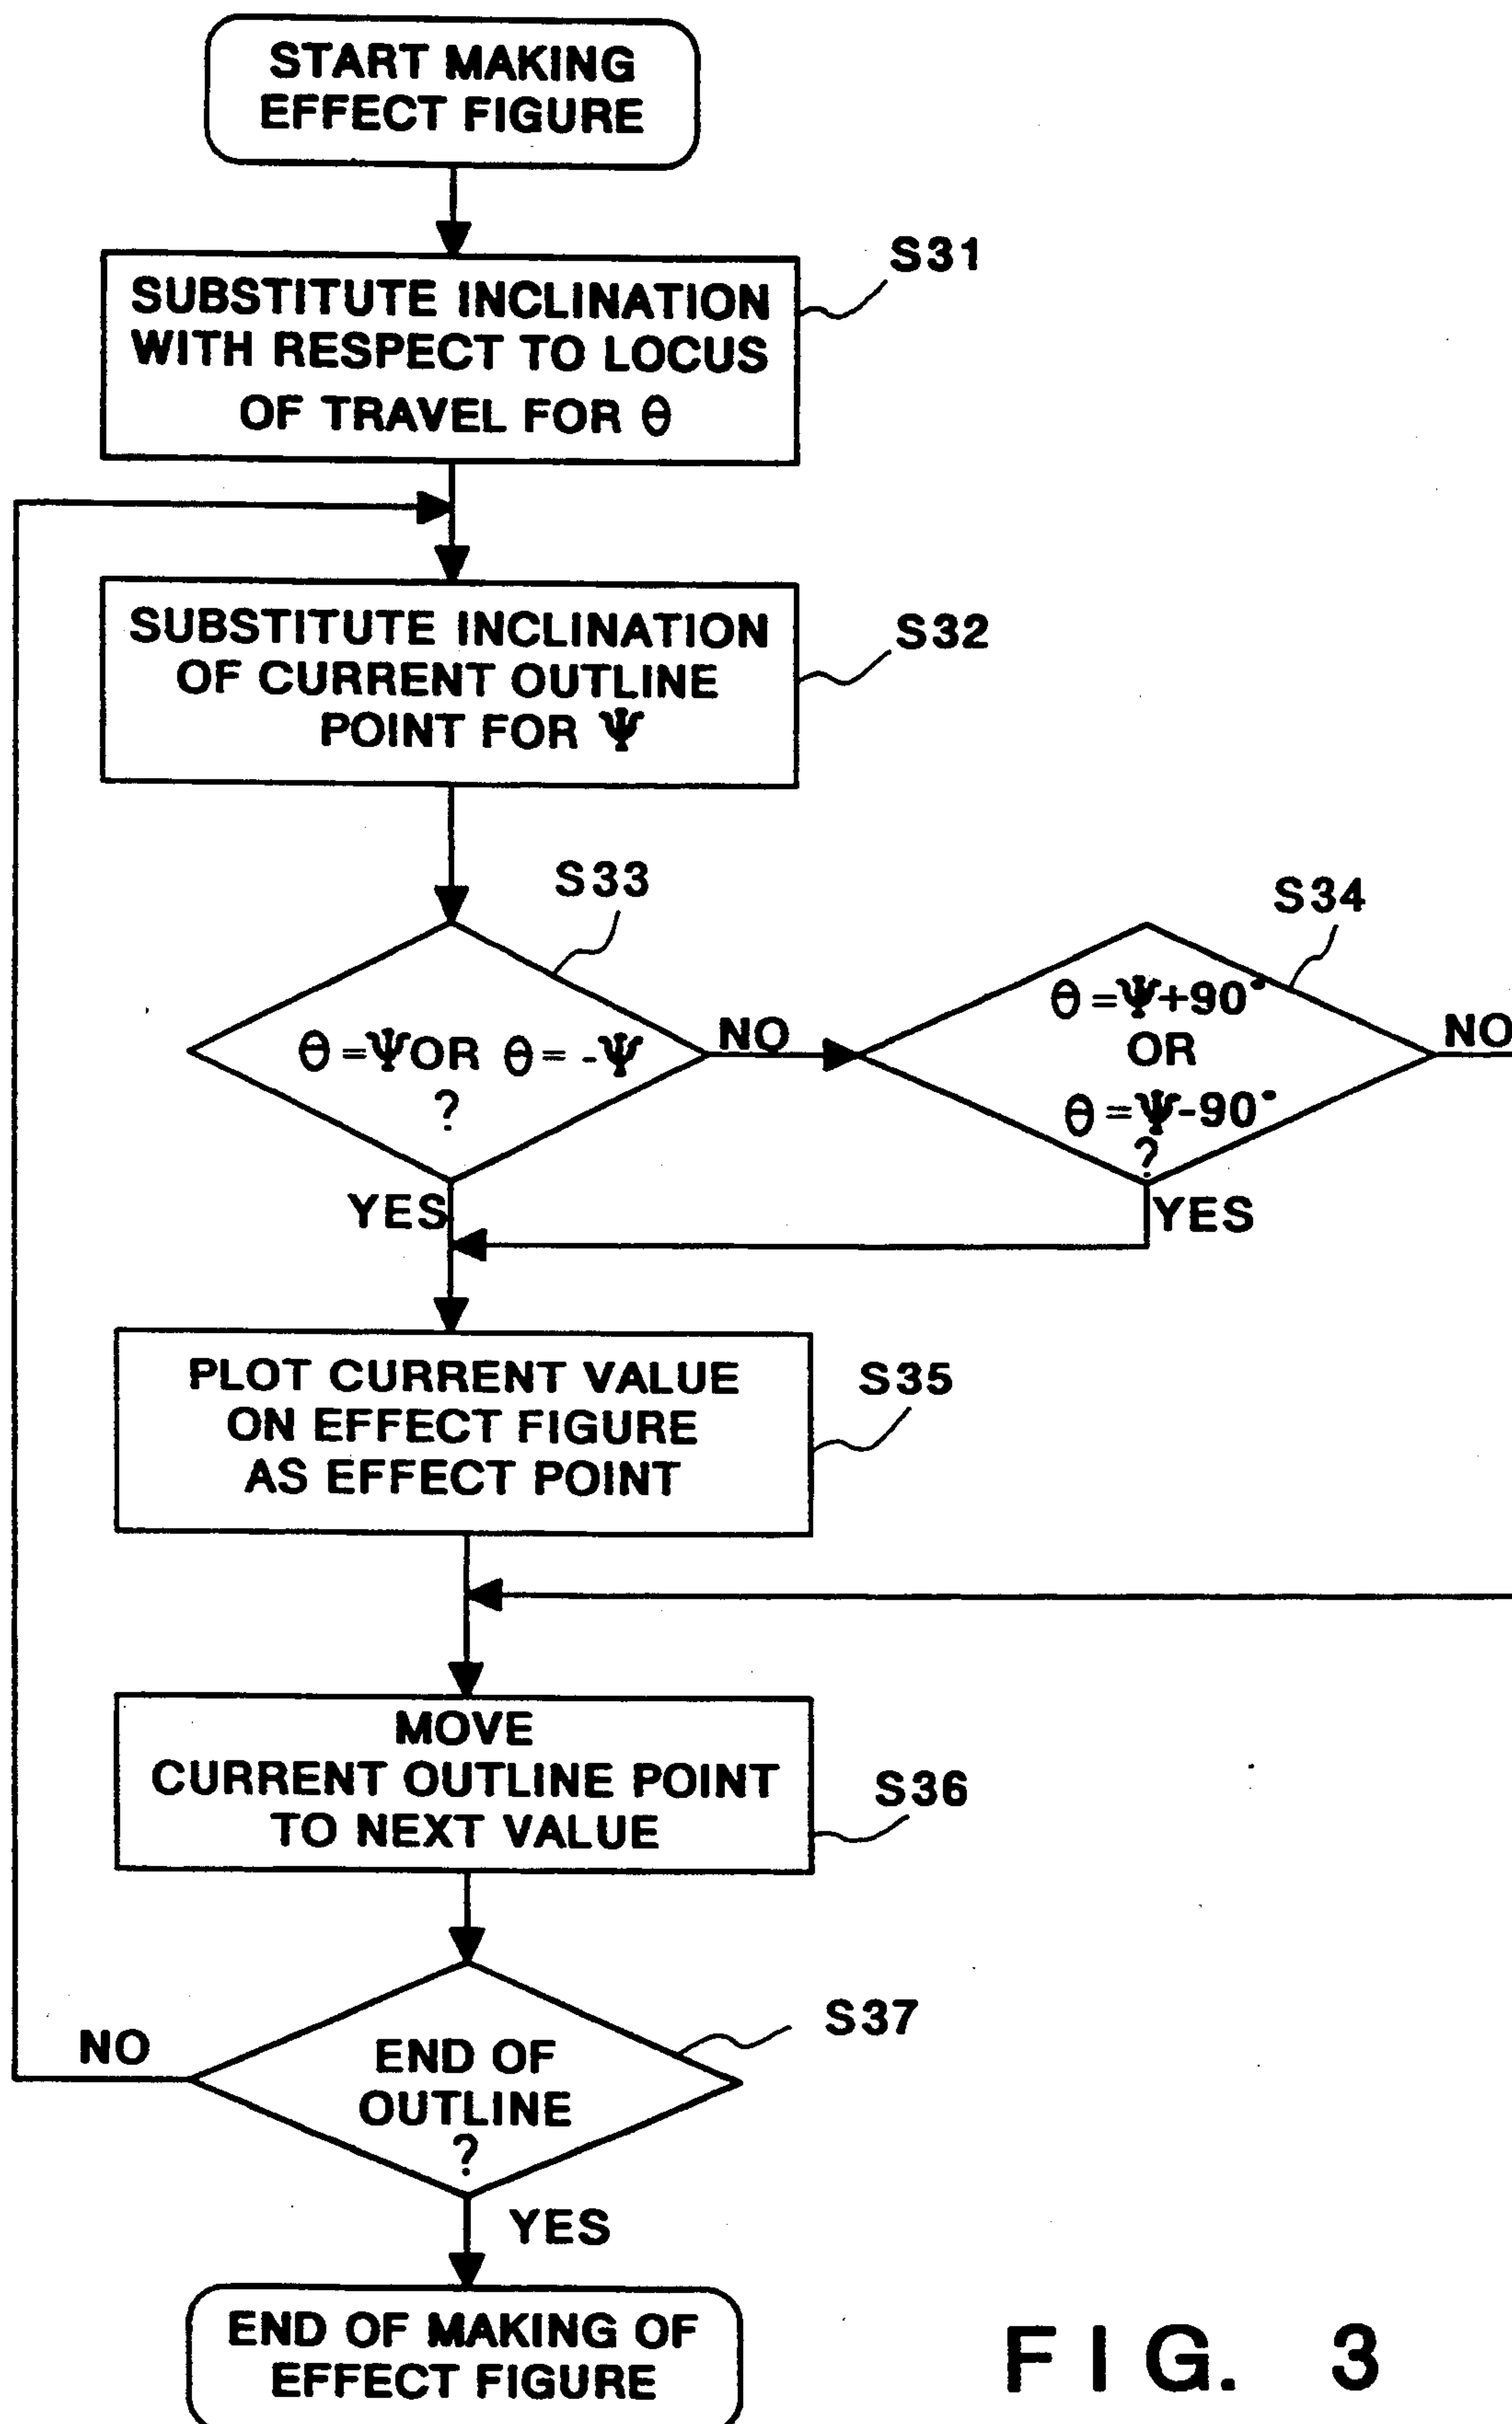 START MAKING
EFFECT FIGURE
S31
SUBSTITUTE INCLINATION
WITH RESPECT TO LOCUS
OF TRAVEL FOR θ
S32
SUBSTITUTE INCLINATION
OF CURRENT OUTLINE
POINT FOR Ψ
S33
θ = Ψ OR θ = -Ψ
?
NO
YES
S34
θ = Ψ+90°
OR
θ = Ψ-90°
?
NO
YES
S35
PLOT CURRENT VALUE
ON EFFECT FIGURE
AS EFFECT POINT
S36
MOVE
CURRENT OUTLINE POINT
TO NEXT VALUE
S37
END OF
OUTLINE
?
NO
YES
END OF MAKING OF
EFFECT FIGURE
FIG. 3